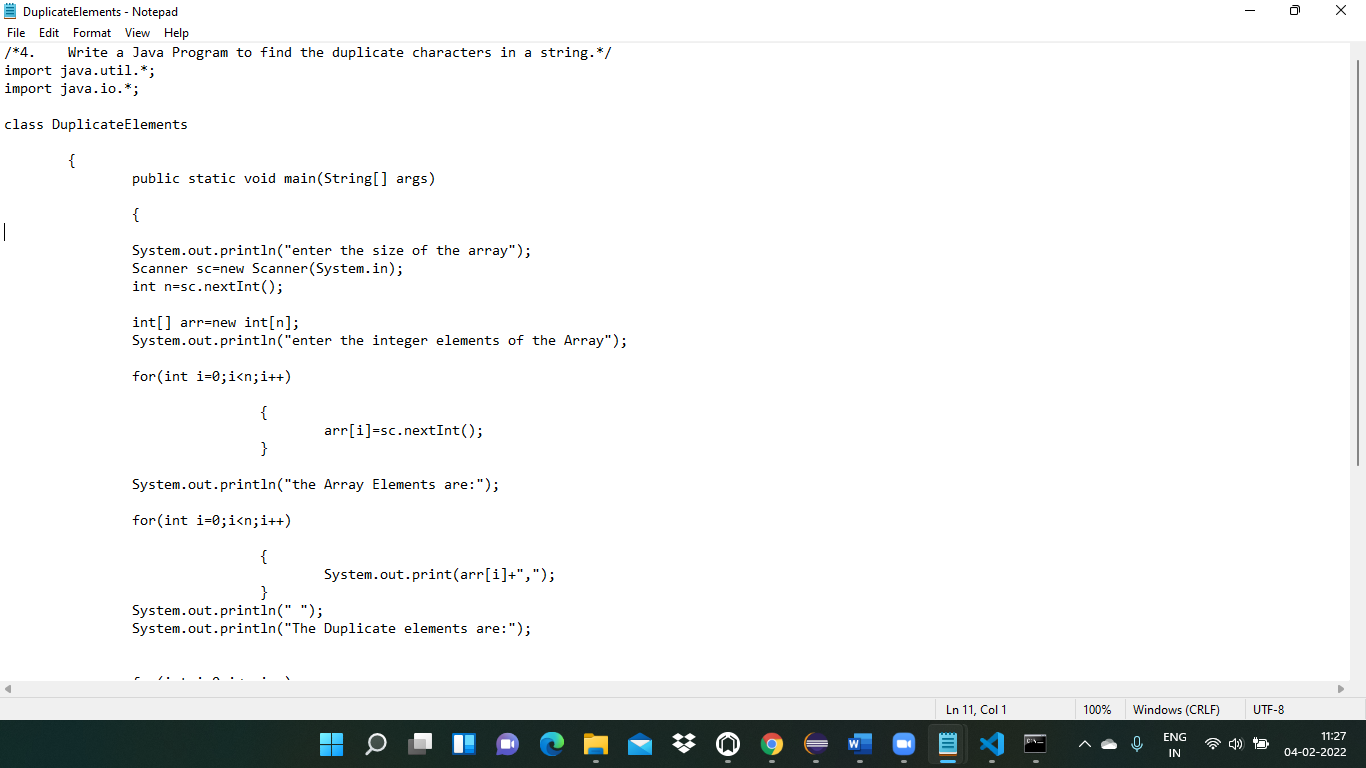 DuplicateElements - Notepad
File Edit Format View Help
/*4. Write a Java Program to find the duplicate characters in a string.*/
import java.util.*;
import java.io.*;
class DuplicateElements
{
public static void main(String[] args)
{
System.out.println("enter the size of the array");
Scanner sc=new Scanner(System.in);
int n=sc.nextInt();
int[] arr=new int[n];
System.out.println("enter the integer elements of the Array");
for(int i=0;i<n;i++)
{
arr[i]=sc.nextInt();
}
System.out.println("the Array Elements are:");
for(int i=0;i<n;i++)
{
System.out.print(arr[i]+",");
}
System.out.println(" ");
System.out.println("The Duplicate elements are:");
Ln 11, Col 1 100% Windows (CRLF) UTF-8
ENG
IN
11:27
04-02-2022